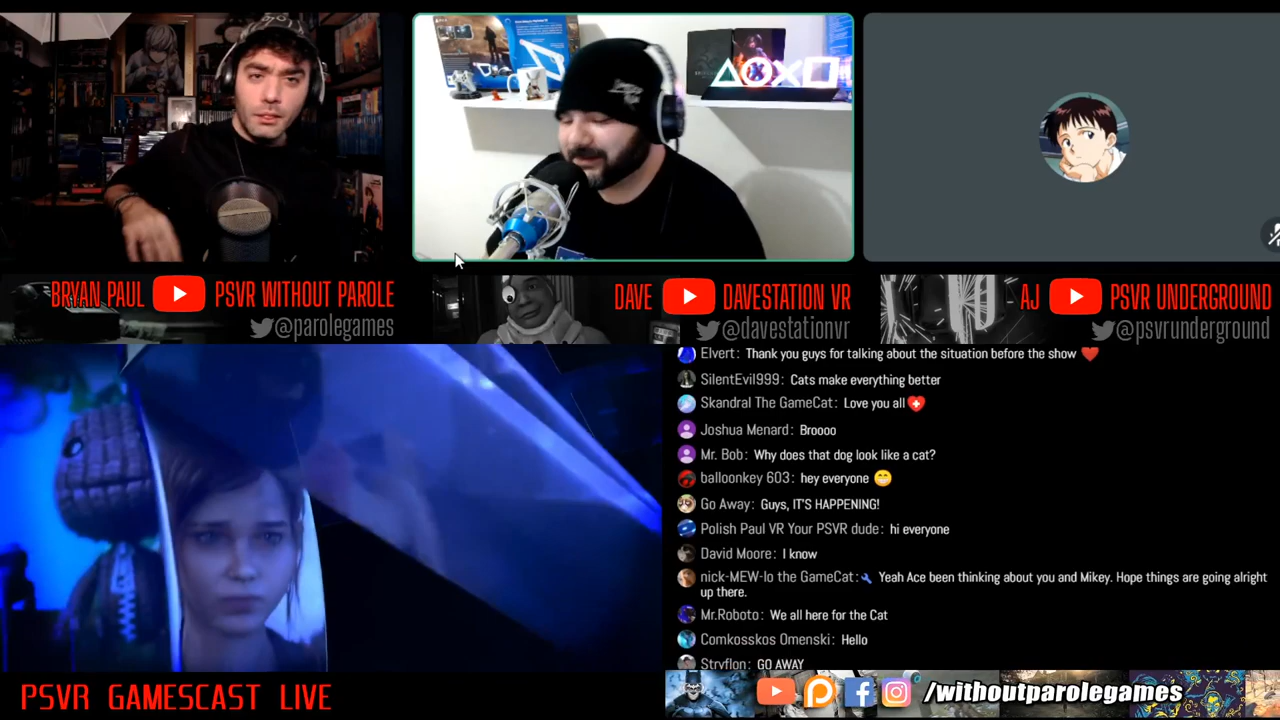 BRYAN PAUL PSVR WITHOUT PAROLE
@parolegames
DAVE DAVESTATION VR
@davestationvr
AJ PSVR UNDERGROUND
@psvrunderground
Elvert: Thank you guys for talking about the situation before the show ❤️
SilentEvil999: Cats make everything better
Skandral The GameCat: Love you all
Joshua Menard: Broooo
Mr. Bob: Why does that dog look like a cat?
balloonkey 603: hey everyone 😁
Go Away: Guys, IT'S HAPPENING!
Polish Paul VR Your PSVR dude: hi everyone
David Moore: I know
nick-MEW-lo the GameCat: Yeah Ace been thinking about you and Mikey. Hope things are going alright
up there.
Mr.Roboto: We all here for the Cat
Comkosskos Omenski: Hello
Stryflon: GO AWAY
PSVR GAMESCAST LIVE
/withoutparolegames